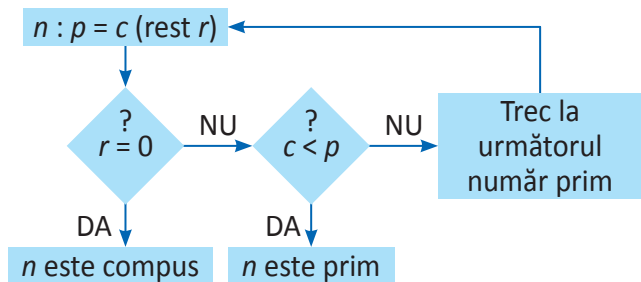 n : p = c (rest r)
?
r = 0
NU
?
c < p
NU
Trec la
următorul
număr prim
DA
DA
n este compus
n este prim